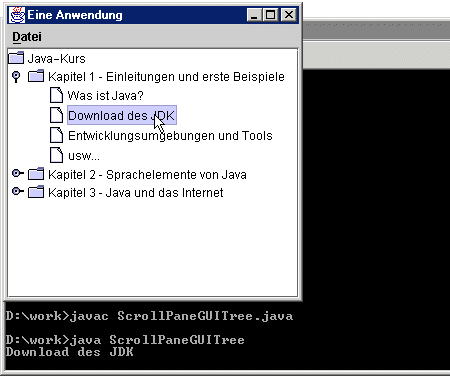 Eine Anwendung
Datei
Java-Kurs
Kapitel 1 - Einleitungen und erste Beispiele
Was ist Java?
Download des JDK
Entwicklungsumgebungen und Tools
usw...
Kapitel 2 - Sprachelemente von Java
Kapitel 3 - Java und das Internet
D:\work>javac ScrollPaneGUITree.java
D:\work>java ScrollPaneGUITree
Download des JDK